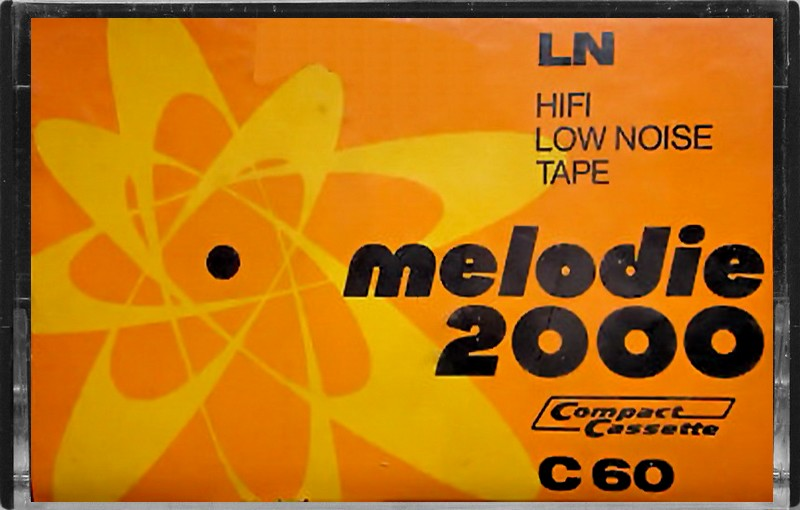 LN
HIFI
LOW NOISE
TAPE
melodie
2000
Compact
Cassette
C 60